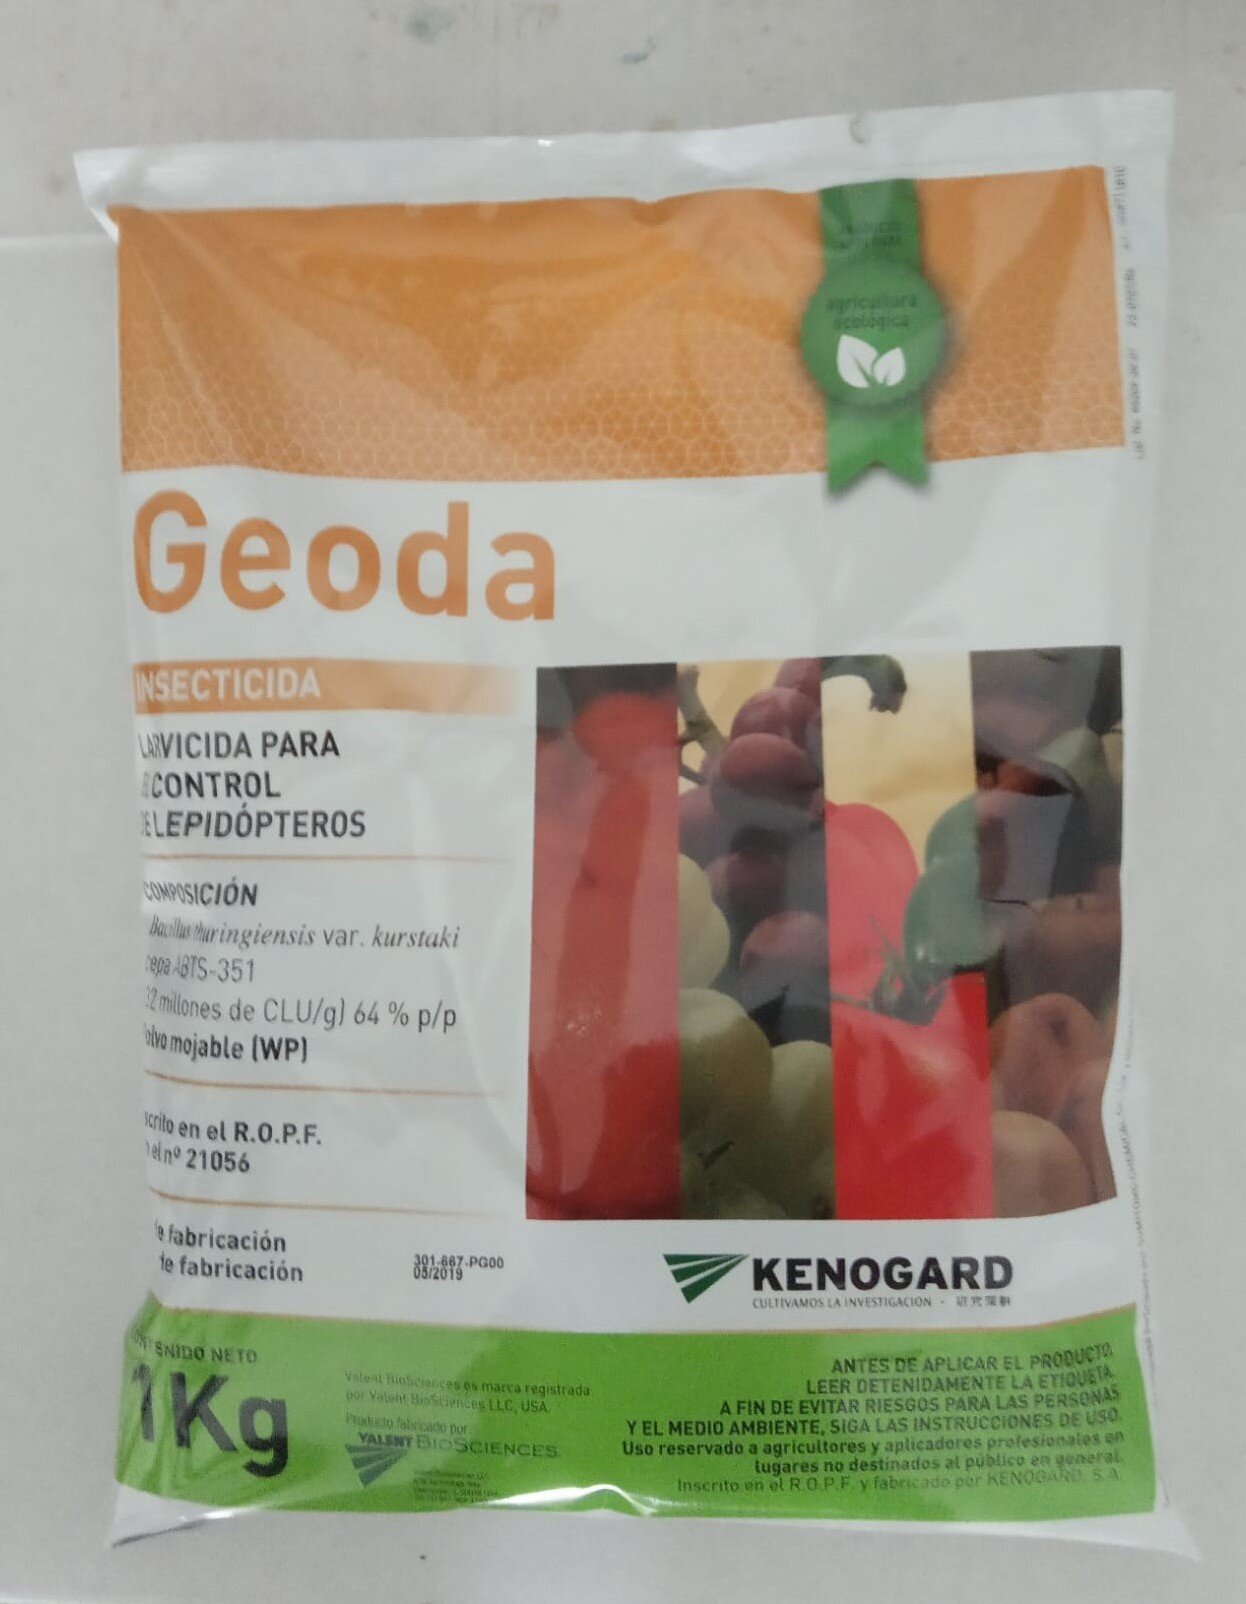 agricultura
ecológica
Geoda
INSECTICIDA
LARVICIDA PARA
CONTROL
LEPIDÓPTEROS
COMPOSICIÓN
Bacillus thuringiensis var. kurstaki
cepa ABTS-351
32 millones de CLU/g) 64 % p/p
Polvo mojable (WP)
scrito en el R.O.P.F.
el nº 21056
e fabricación
de fabricación
301-667-PG00
05/2019
KENOGARD
CULTIVAMOS LA INVESTIGACIÓN
ENIDO NETO
1Kg
Valent BioSciences es marca registrada
por Valent BioSciences LLC, USA.
Producto fabricado por:
VALENT BIOSCIENCES
ANTES DE APLICAR EL PRODUCTO,
LEER DETENIDAMENTE LA ETIQUETA.
A FIN DE EVITAR RIESGOS PARA LAS PERSONAS
Y EL MEDIO AMBIENTE, SIGA LAS INSTRUCCIONES DE USO.
Uso reservado a agricultores y aplicadores profesionales en
lugares no destinados al público en general.
Inscrito en el R.O.P.F. y fabricado por KENOGARD, S.A.